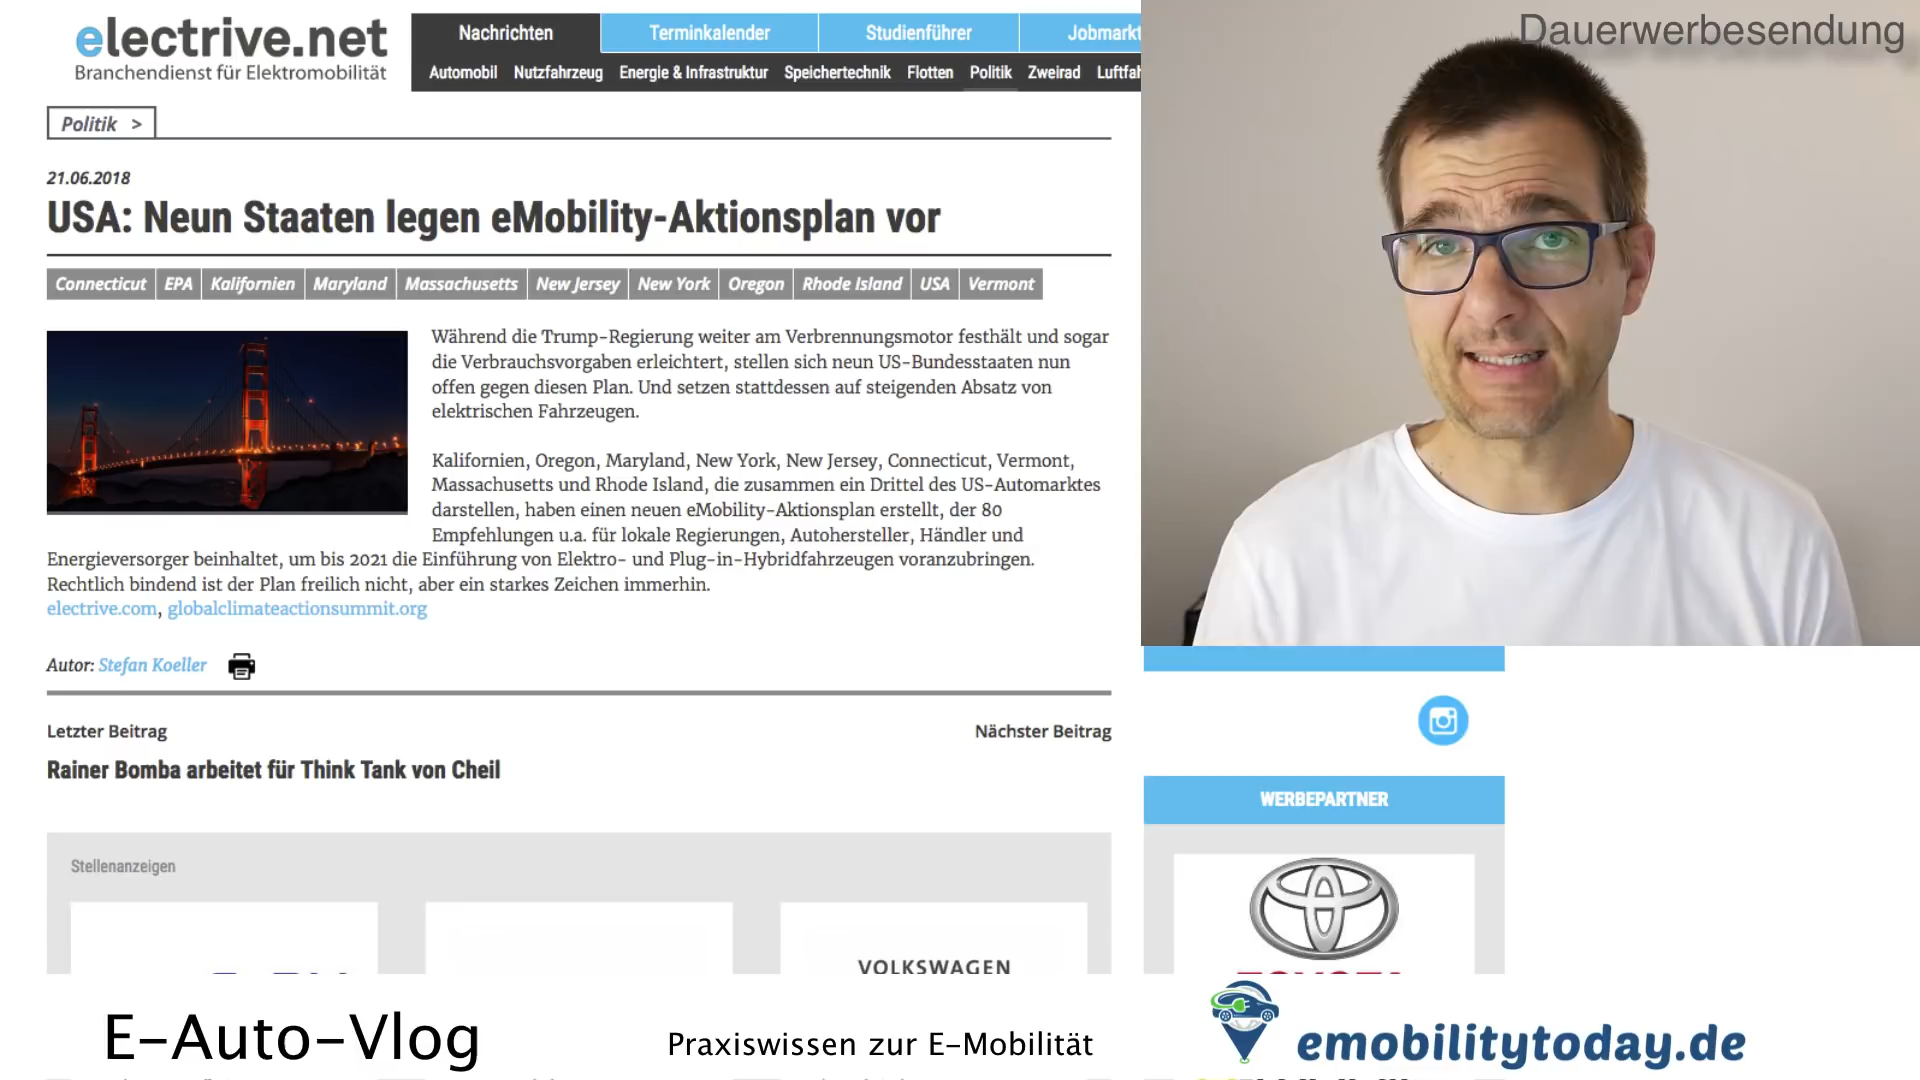 electrive.net
Branchendienst für Elektromobilität
Nachrichten
Terminkalender
Studienführer
Jobmarkt
Automobil Nutzfahrzeug Energie & Infrastruktur Speichertechnik Flotten Politik Zweirad
Dauerwerbesendung
Politik >
21.06.2018
USA: Neun Staaten legen eMobility-Aktionsplan vor
Connecticut EPA Kalifornien Maryland Massachusetts New Jersey New York Oregon Rhode Island USA Vermont
Während die Trump-Regierung weiter am Verbrennungsmotor festhält und sogar
die Verbrauchsvorgaben erleichtert, stellen sich neun US-Bundesstaaten nun
offen gegen diesen Plan. Und setzen stattdessen auf steigenden Absatz von
elektrischen Fahrzeugen.
Kalifornien, Oregon, Maryland, New York, New Jersey, Connecticut, Vermont,
Massachusetts und Rhode Island, die zusammen ein Drittel des US-Automarktes
darstellen, haben einen neuen eMobility-Aktionsplan erstellt, der 80
Empfehlungen u.a. für lokale Regierungen, Autohersteller, Händler und
Energieversorger beinhaltet, um bis 2021 die Einführung von Elektro- und Plug-in-Hybridfahrzeugen voranzubringen.
Rechtlich bindend ist der Plan freilich nicht, aber ein starkes Zeichen immerhin.
electrive.com, globalclimateactionsummit.org
Autor: Stefan Koeller
Letzter Beitrag
Nächster Beitrag
Rainer Bomba arbeitet für Think Tank von Cheil
WERBEPARTNER
Stellenanzeigen
VOLKSWAGEN
E-Auto-Vlog
Praxiswissen zur E-Mobilität
emobilitytoday.de